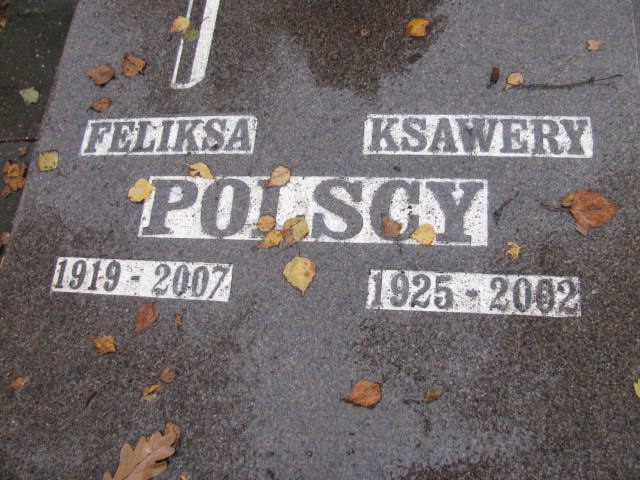 FELIKSA KSAWERY
POLSCY
1919 - 2007 1925 - 2002